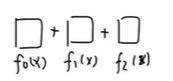 □ + □ + □
f₀(x) f₁(x) f₂(x)